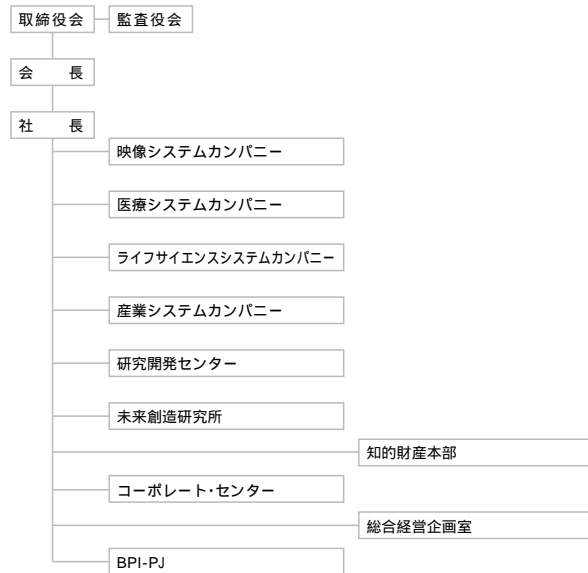 取締役会 監査役会
会　長
社　長
映像システムカンパニー
医療システムカンパニー
ライフサイエンスシステムカンパニー
産業システムカンパニー
研究開発センター
未来創造研究所
知的財産本部
コーポレート・センター
総合経営企画室
BPI-PJ